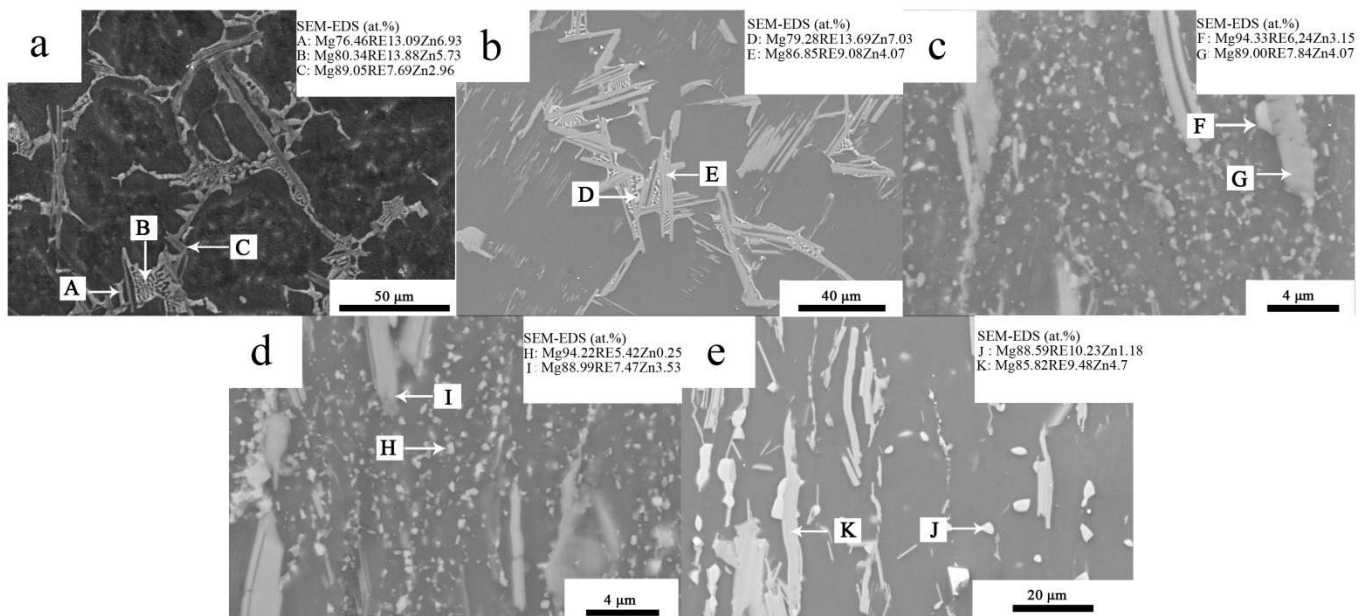 a
SEM-EDS (at.%)
A: Mg76.46RE13.09Zn6.93
B: Mg80.34RE13.88Zn5.73
C: Mg89.05RE7.69Zn2.96
B
C
A
50 μm
b
SEM-EDS (at.%)
D: Mg79.28RE13.69Zn7.03
E: Mg86.85RE9.08Zn4.07
D
E
40 μm
c
SEM-EDS (at.%)
F: Mg94.33RE6,24Zn3.15
G: Mg89.00RE7.84Zn4.07
F
G
4 μm
d
SEM-EDS (at.%)
H: Mg94.22RE5.42Zn0.25
I: Mg88.99RE7.47Zn3.53
I
H
4 μm
e
SEM-EDS (at.%)
J : Mg88.59RE10.23Zn1.18
K: Mg85.82RE9.48Zn4.7
K
J
20 μm